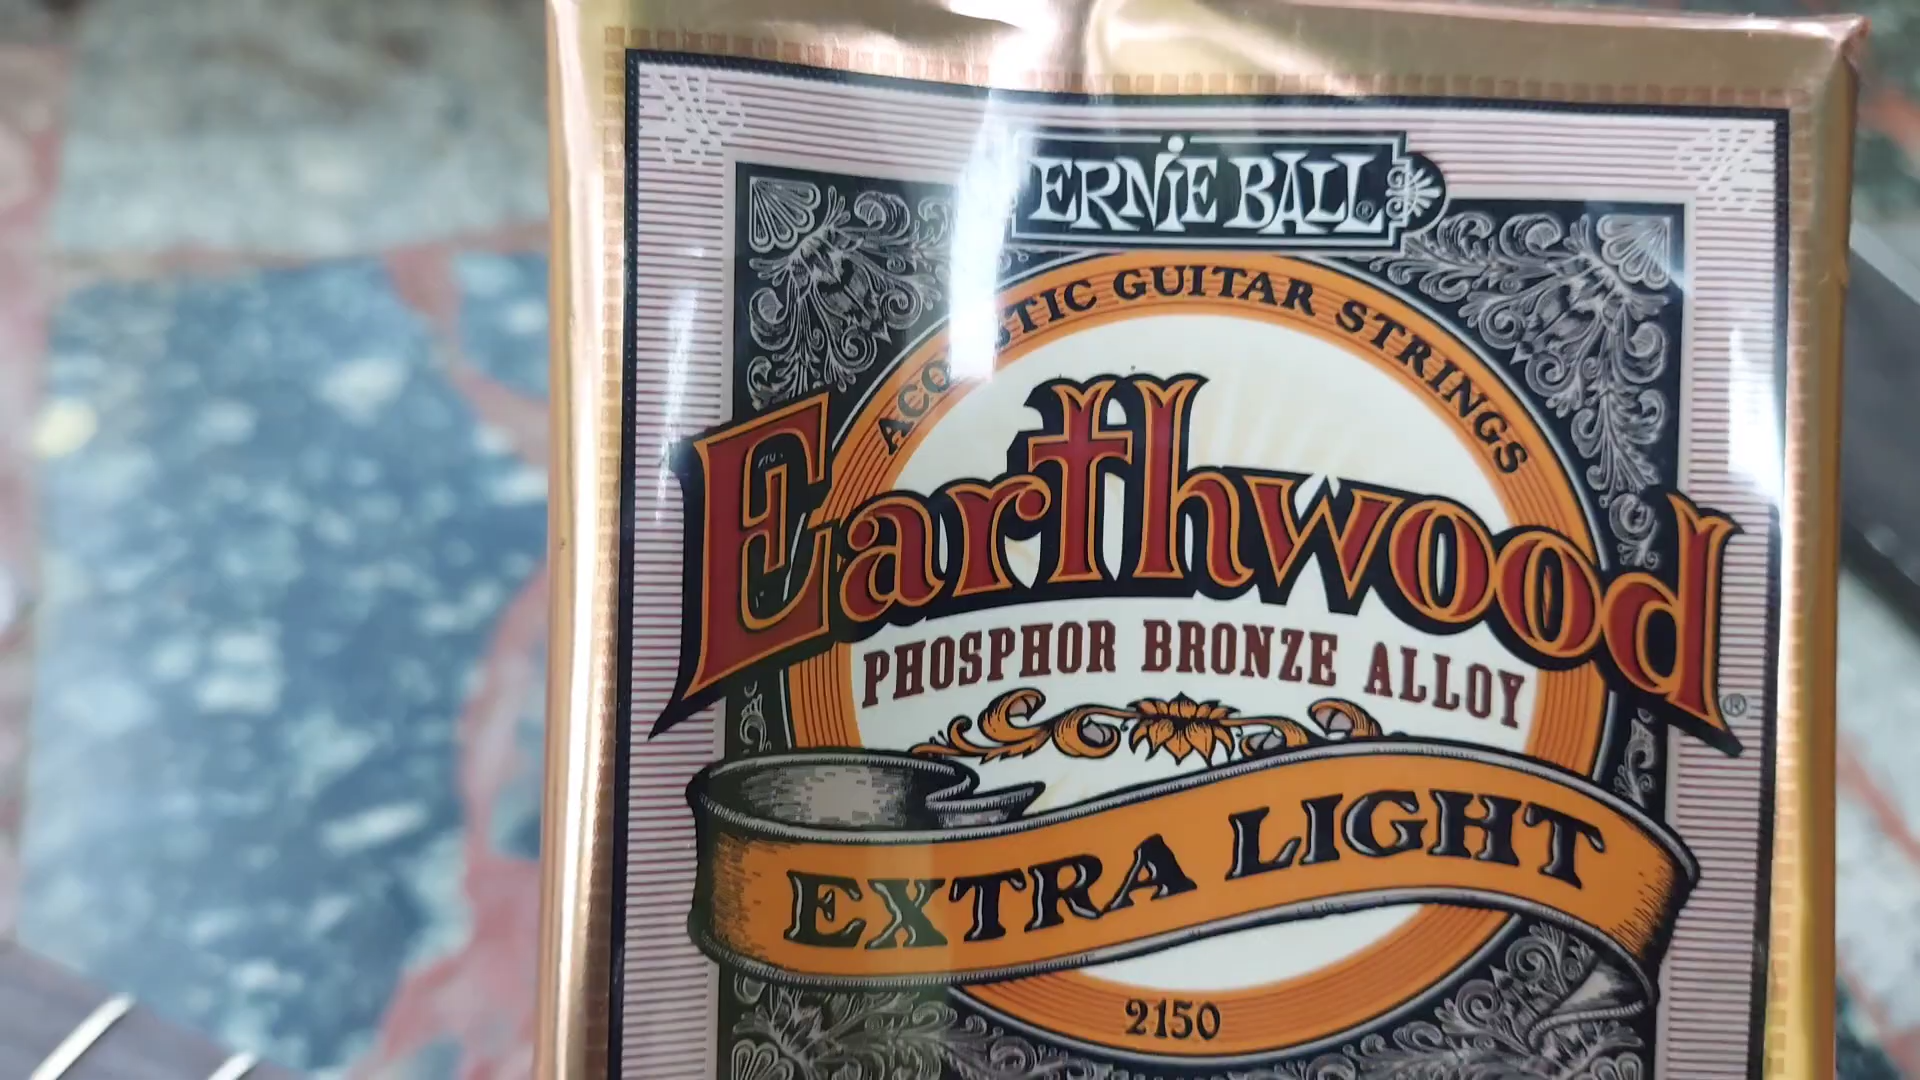 ERNIE BALL®
ACOUSTIC GUITAR STRINGS
Earthwood®
PHOSPHOR BRONZE ALLOY
EXTRA LIGHT
2150